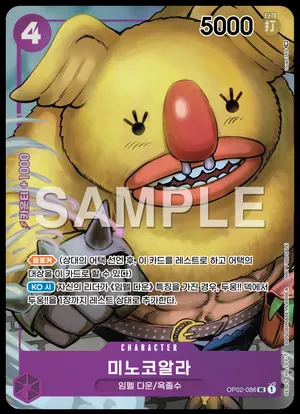 4
5000
타격
打
카운터 +1000
SAMPLE
블로커 (상대의 어택 선언 후, 이 카드를 레스트로 하고 어택의
대상을 이 카드로 할 수 있다)
KO 시 자신의 리더가 《임펠 다운》 특징을 가진 경우, 두웅!! 덱에서
두웅!!을 1장까지 레스트 상태로 추가한다.
CHARACTER
미노코알라
임펠 다운/옥졸수
OP02-086 UC 1